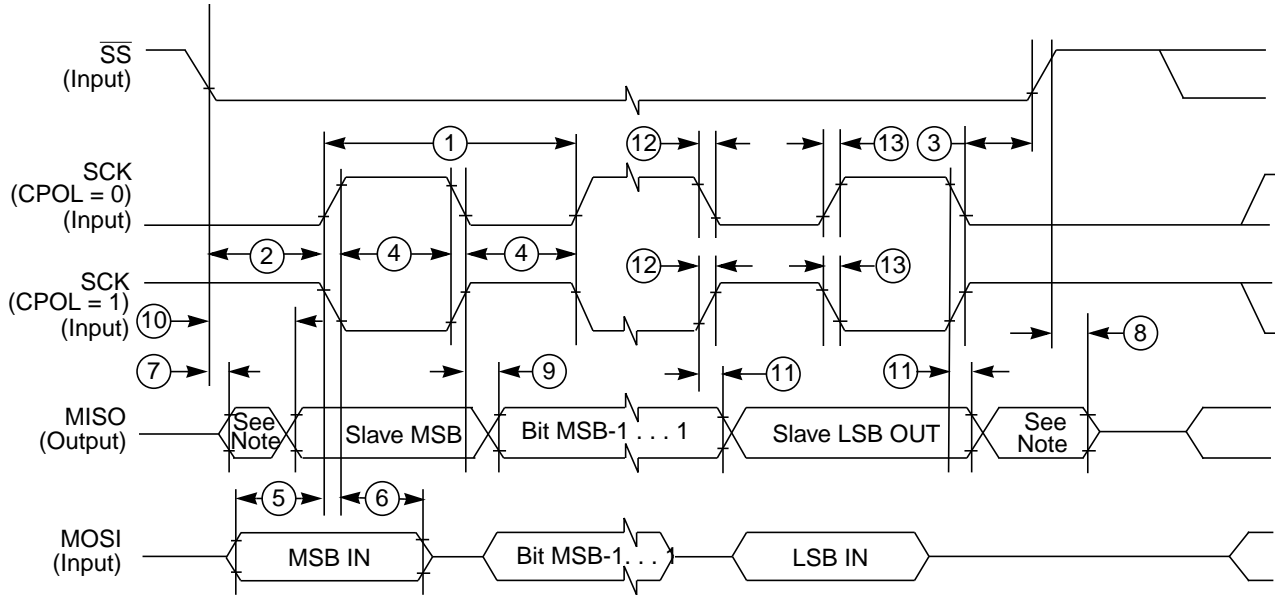 SS
(Input)
1
12
13
3
SCK
(CPOL = 0)
(Input)
2
4
4
12
13
SCK
(CPOL = 1)
(Input)
10
8
7
9
11
11
MISO
(Output)
See
Note
Slave MSB
Bit MSB-1 . . . 1
Slave LSB OUT
See
Note
5
6
MOSI
(Input)
MSB IN
Bit MSB-1. . . 1
LSB IN